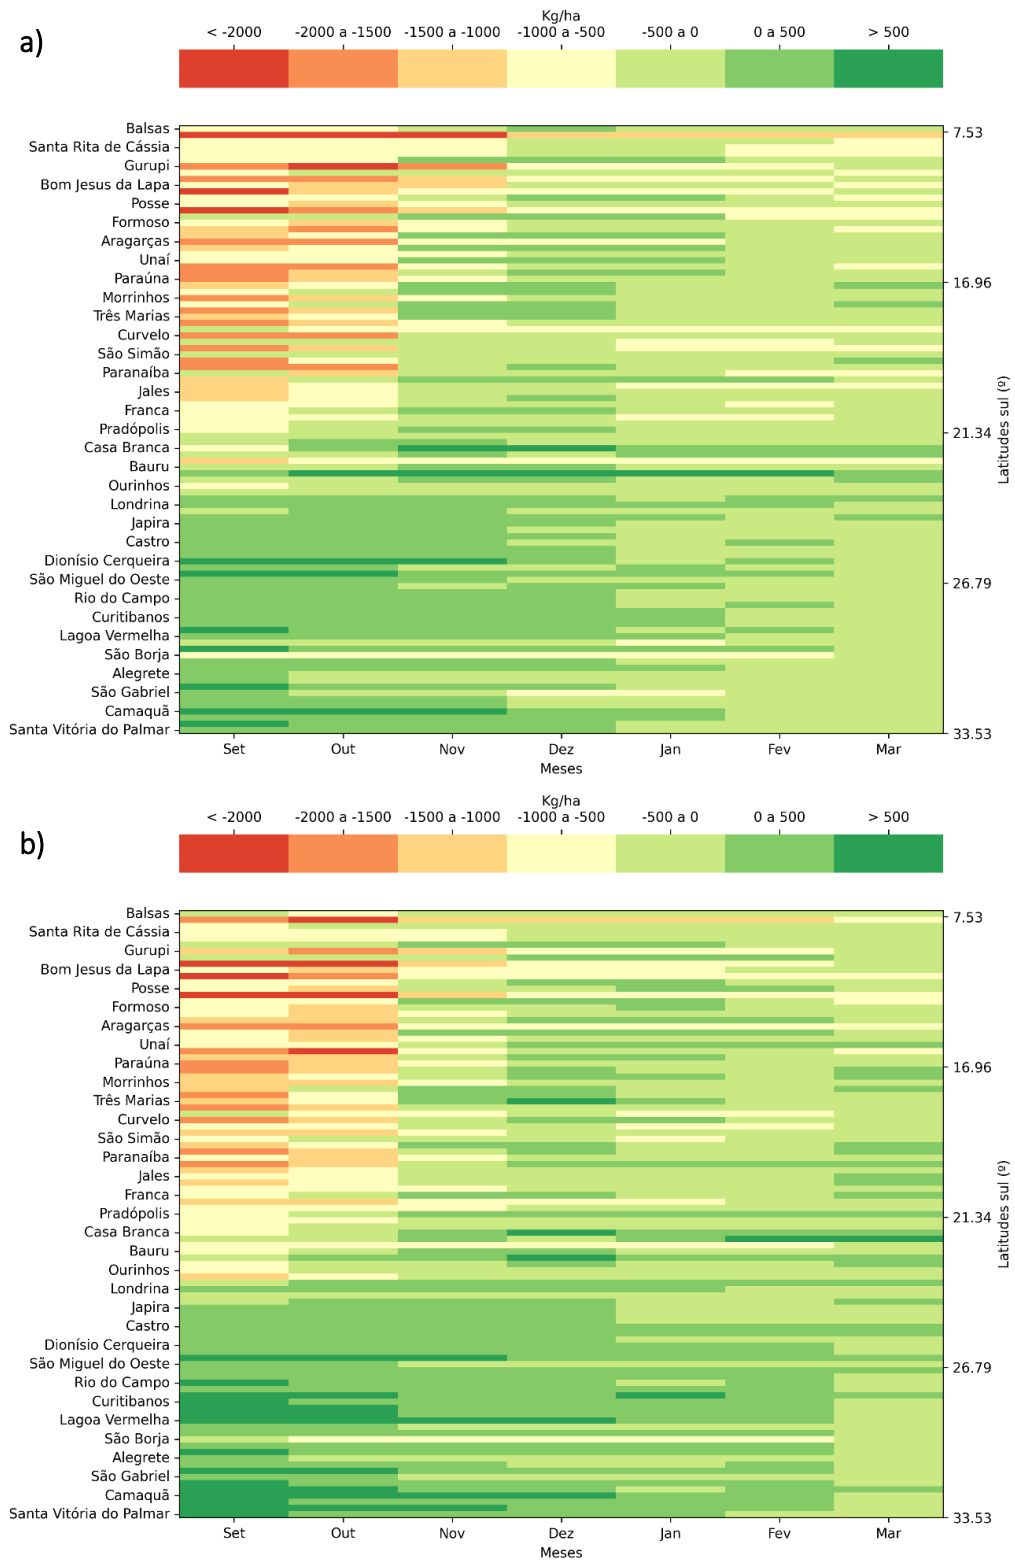 a)
Kg/ha
< -2000 -2000 a -1500 -1500 a -1000 -1000 a -500 -500 a 0 0 a 500 > 500
Balsas
Santa Rita de Cássia
Gurupi
Bom Jesus da Lapa
Posse
Formoso
Aragarças
Unaí
Paraúna
Morrinhos
Três Marias
Curvelo
São Simão
Paranaíba
Jales
Franca
Pradópolis
Casa Branca
Bauru
Ourinhos
Londrina
Japira
Castro
Dionísio Cerqueira
São Miguel do Oeste
Rio do Campo
Curitibanos
Lagoa Vermelha
São Borja
Alegrete
São Gabriel
Camaquã
Santa Vitória do Palmar
7.53
16.96
21.34
26.79
33.53
Latitudes sul (º)
Set Out Nov Dez Jan Fev Mar
Meses
b)
Kg/ha
< -2000 -2000 a -1500 -1500 a -1000 -1000 a -500 -500 a 0 0 a 500 > 500
Balsas
Santa Rita de Cássia
Gurupi
Bom Jesus da Lapa
Posse
Formoso
Aragarças
Unaí
Paraúna
Morrinhos
Três Marias
Curvelo
São Simão
Paranaíba
Jales
Franca
Pradópolis
Casa Branca
Bauru
Ourinhos
Londrina
Japira
Castro
Dionísio Cerqueira
São Miguel do Oeste
Rio do Campo
Curitibanos
Lagoa Vermelha
São Borja
Alegrete
São Gabriel
Camaquã
Santa Vitória do Palmar
7.53
16.96
21.34
26.79
33.53
Latitudes sul (º)
Set Out Nov Dez Jan Fev Mar
Meses